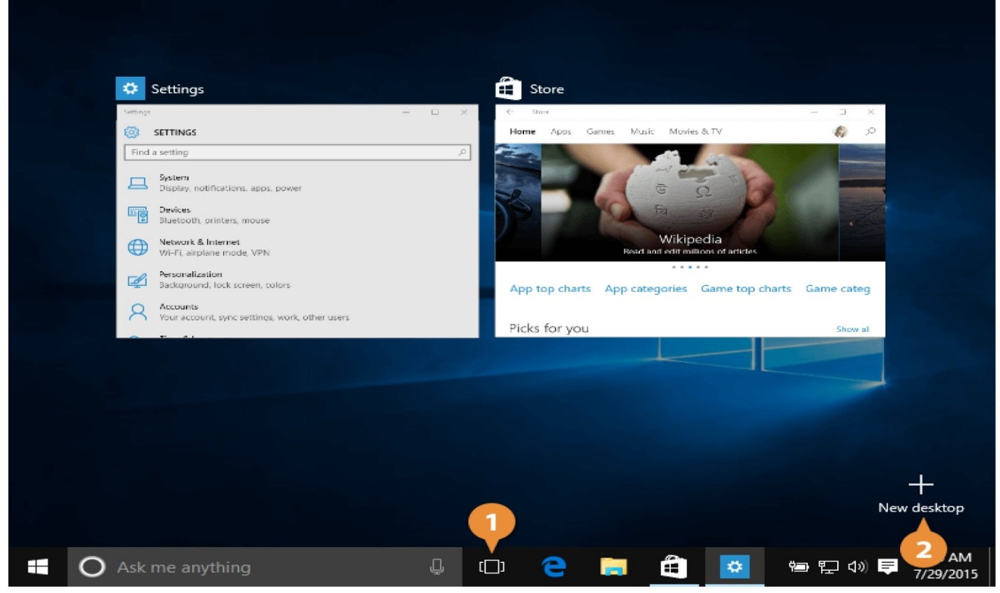 Settings
Settings
SETTINGS
Find a setting
System
Display, notifications, apps, power
Devices
Bluetooth, printers, mouse
Network & Internet
Wi-Fi, airplane mode, VPN
Personalization
Background, lock screen, colors
Accounts
Your account, sync settings, work, other users
Store
Store
Home Apps Games Music Movies & TV
Wikipedia
Read and edit millions of articles
App top charts App categories Game top charts Game categ
Picks for you Show all
New desktop
1
2
Ask me anything
AM
7/29/2015